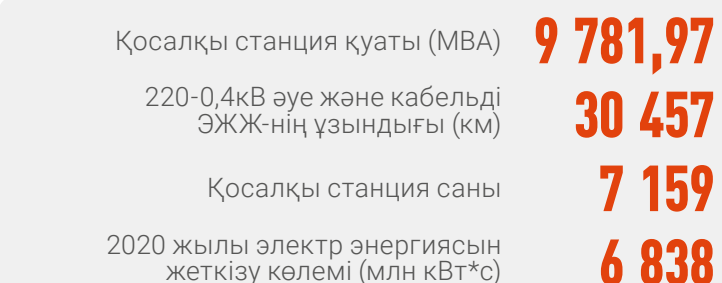 Қосалқы станция қуаты (МВА) 9 781,97
220-0,4кВ әуе және кабельді
ЭЖЖ-нің ұзындығы (км) 30 457
Қосалқы станция саны 7 159
2020 жылы электр энергиясын
жеткізу көлемі (млн кВт*с) 6 838